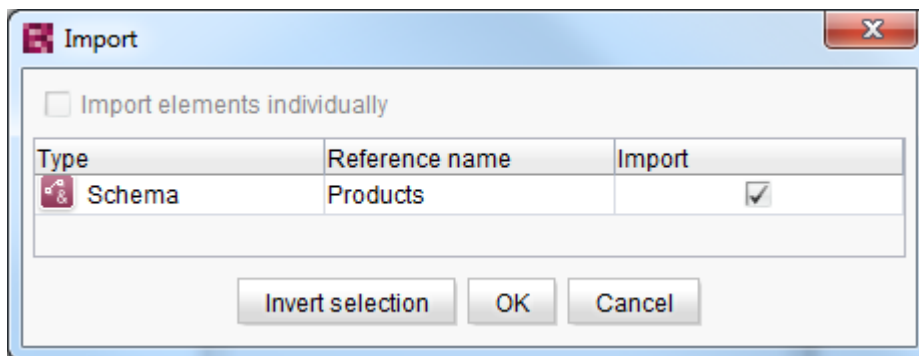 Import
Import elements individually
Type Reference name Import
Schema Products
Invert selection OK Cancel